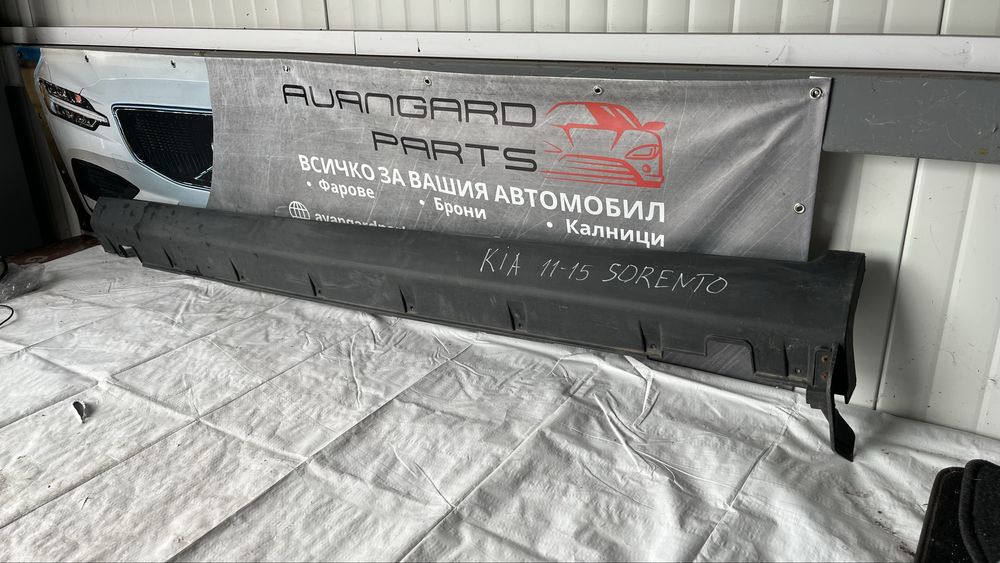 AVANGARD
PARTS
ВСИЧКО ЗА ВАШИЯ АВТОМОБИЛ
• Фарове
• Брони
• Калници
KIA 11-15 SORENTO